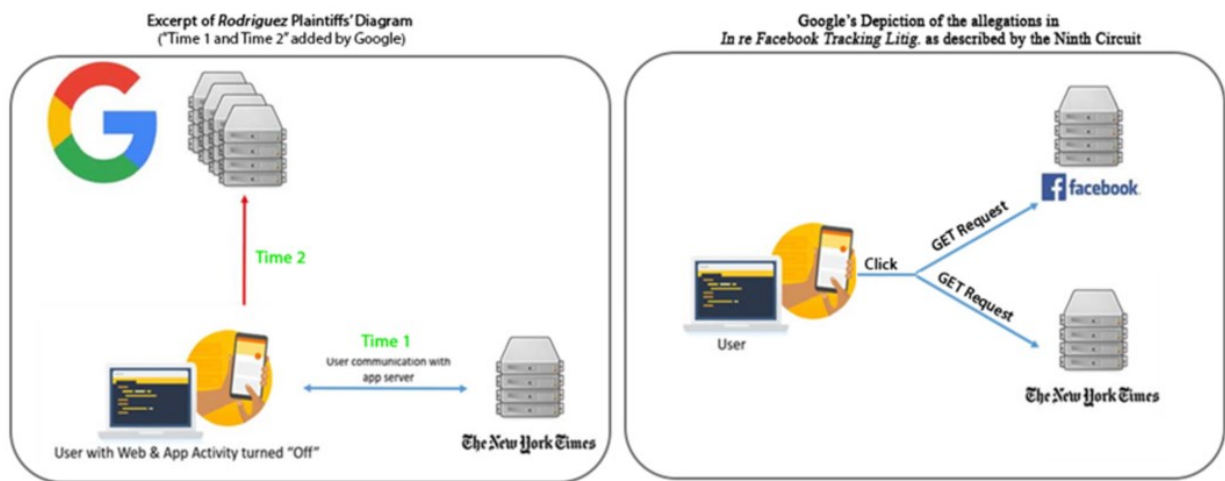 Excerpt of Rodriguez Plaintiffs' Diagram
("Time 1 and Time 2" added by Google)
Time 2
Time 1
User communication with
app server
The New York Times
User with Web & App Activity turned "Off"
Google's Depiction of the allegations in
In re Facebook Tracking Litig. as described by the Ninth Circuit
facebook.
GET Request
Click
GET Request
User
The New York Times